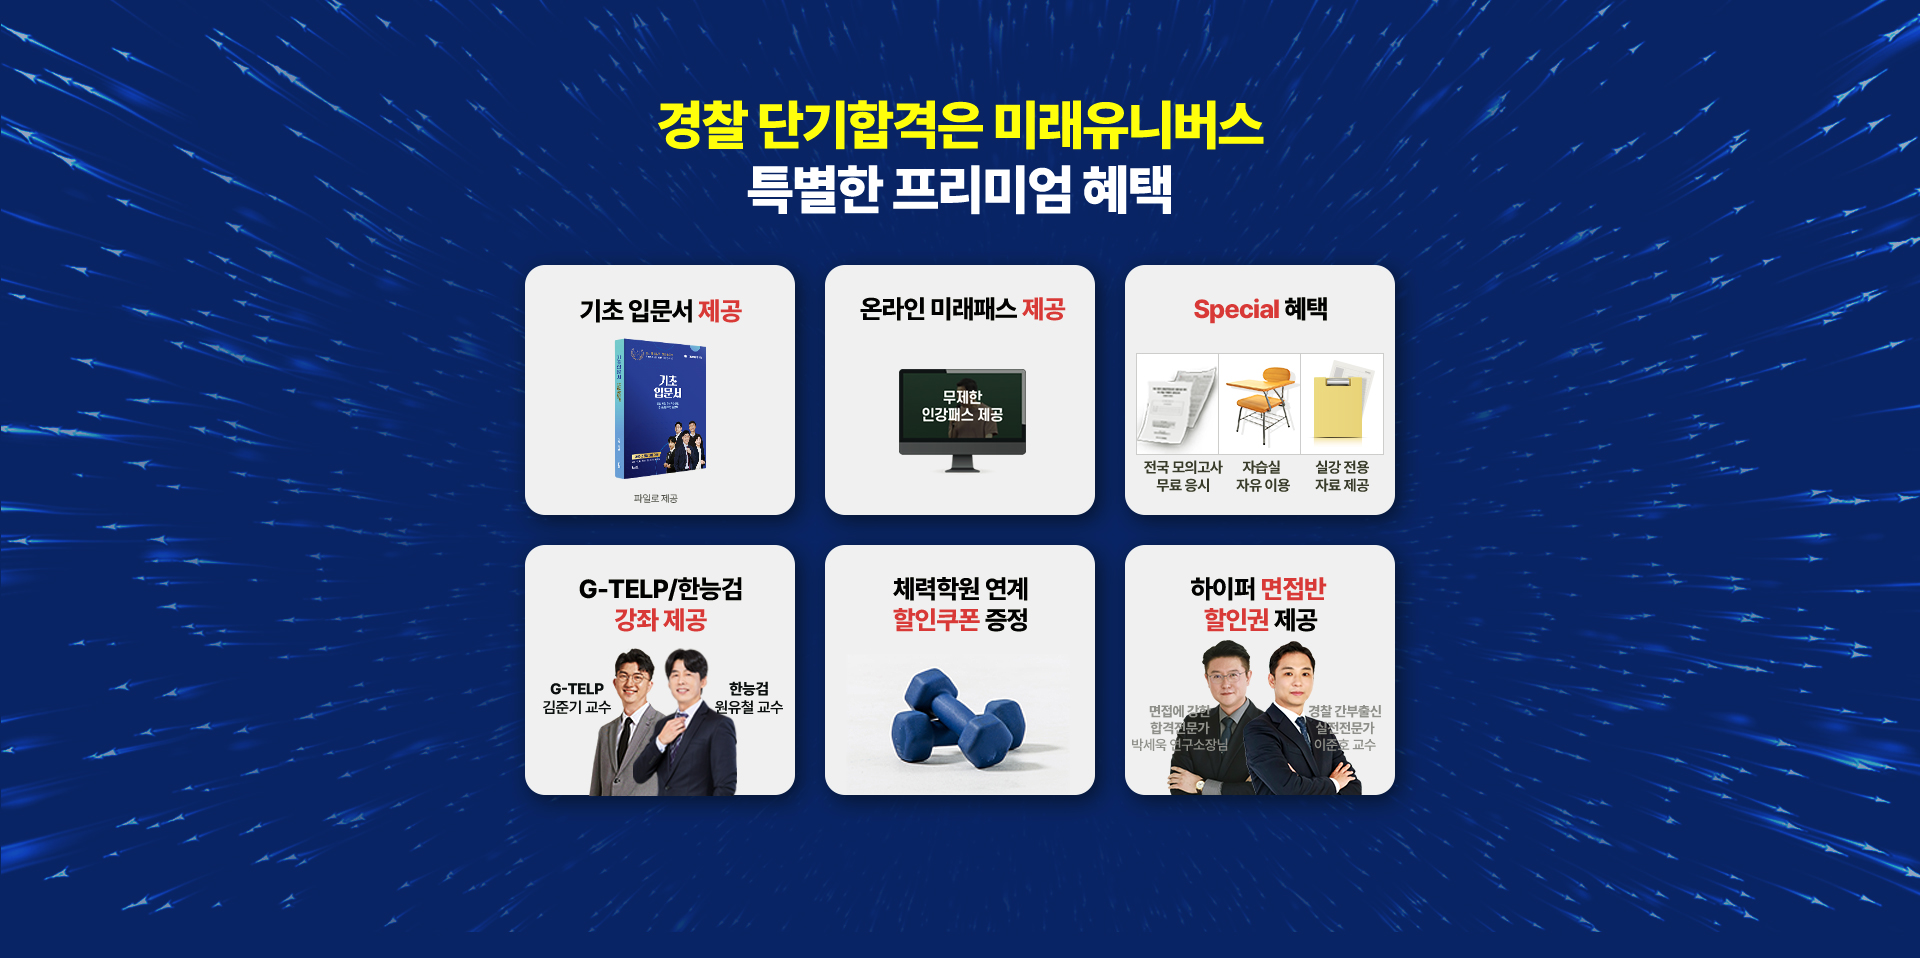 경찰 단기합격은 미래유니버스
특별한 프리미엄 혜택
기초 입문서 제공
기초
입문서
파일로 제공
온라인 미래패스 제공
무제한
인강패스 제공
Special 혜택
전국 모의고사
무료 응시
자습실
자유 이용
실강 전용
자료 제공
G-TELP/한능검
강좌 제공
G-TELP
김준기 교수
한능검
원유철 교수
체력학원 연계
할인쿠폰 증정
하이퍼 면접반
할인권 제공
면접에 강한
합격전문가
박세욱 연구소장님
경찰 간부출신
실전전문가
이준호 교수